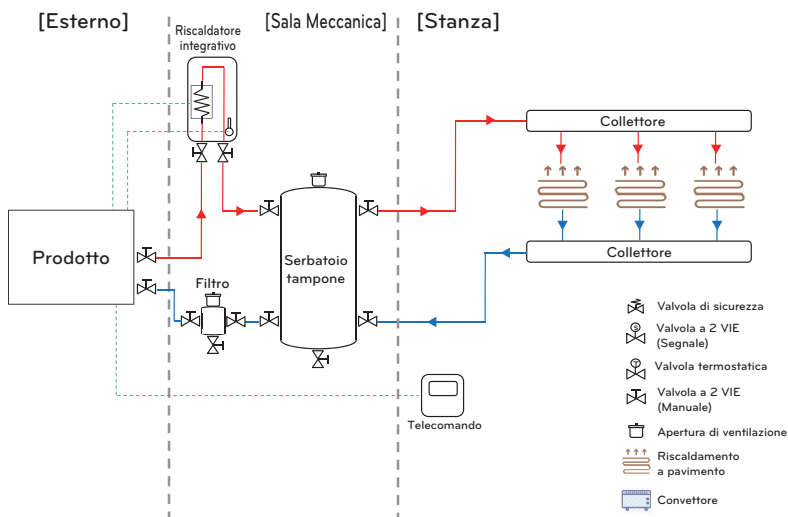 [Esterno]
[Sala Meccanica]
[Stanza]
Riscaldatore
integrativo
Collettore
Prodotto
Serbatoio
tampone
Filtro
Collettore
Telecomando
Valvola di sicurezza
S
Valvola a 2 VIE
(Segnale)
T
Valvola termostatica
Valvola a 2 VIE
(Manuale)
Apertura di ventilazione
Riscaldamento
a pavimento
Convettore